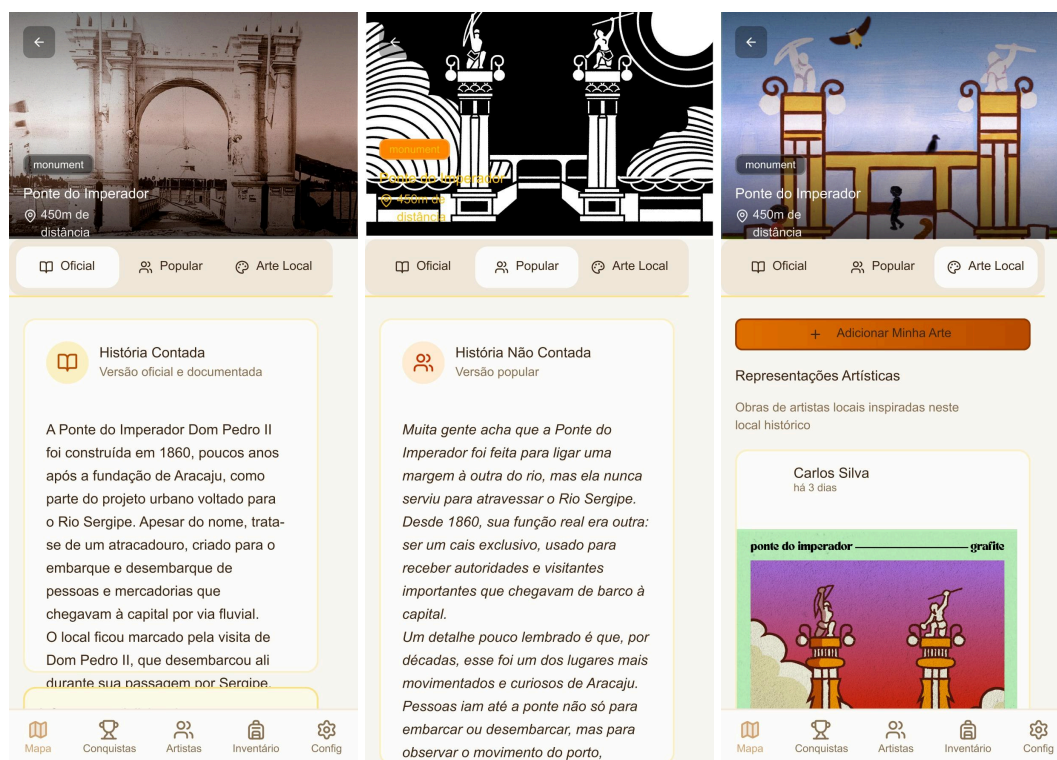 monument
Ponte do Imperador
450m de
distância
Oficial
Popular
Arte Local
História Contada
Versão oficial e documentada
A Ponte do Imperador Dom Pedro II
foi construída em 1860, poucos anos
após a fundação de Aracaju, como
parte do projeto urbano voltado para
o Rio Sergipe. Apesar do nome, trata-
se de um atracadouro, criado para o
embarque e desembarque de
pessoas e mercadorias que
chegavam à capital por via fluvial.
O local ficou marcado pela visita de
Dom Pedro II, que desembarcou ali
durante sua passagem por Sergipe.
Mapa
Conquistas
Artistas
Inventário
Config
monument
Ponte do Imperador
450m de
distância
Oficial
Popular
Arte Local
História Não Contada
Versão popular
Muita gente acha que a Ponte do
Imperador foi feita para ligar uma
margem à outra do rio, mas ela nunca
serviu para atravessar o Rio Sergipe.
Desde 1860, sua função real era outra:
ser um cais exclusivo, usado para
receber autoridades e visitantes
importantes que chegavam de barco à
capital.
Um detalhe pouco lembrado é que, por
décadas, esse foi um dos lugares mais
movimentados e curiosos de Aracaju.
Pessoas iam até a ponte não só para
embarcar ou desembarcar, mas para
observar o movimento do porto,
monument
Ponte do Imperador
450m de
distância
Oficial
Popular
Arte Local
+ Adicionar Minha Arte
Representações Artísticas
Obras de artistas locais inspiradas neste
local histórico
Carlos Silva
há 3 dias
ponte do imperador
grafite
Mapa
Conquistas
Artistas
Inventário
Config